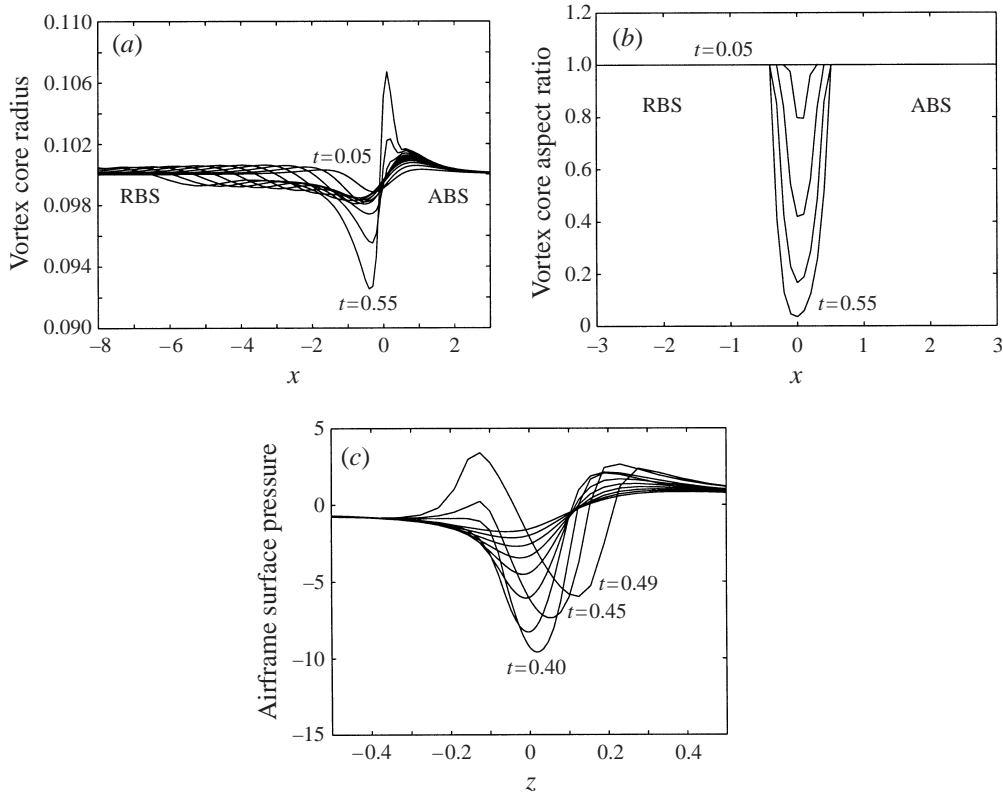 (a)
Vortex core radius
0.110
0.106
0.102
0.098
0.094
0.090
t=0.05
RBS
ABS
t=0.55
−8
−6
−4
−2
0
2
x
(b)
Vortex core aspect ratio
1.2
1.0
0.8
0.6
0.4
0.2
0
t=0.05
RBS
ABS
t=0.55
−3
−2
−1
0
1
2
3
x
(c)
Airframe surface pressure
5
0
−5
−10
−15
t=0.49
t=0.45
t=0.40
−0.4
−0.2
0
0.2
0.4
z